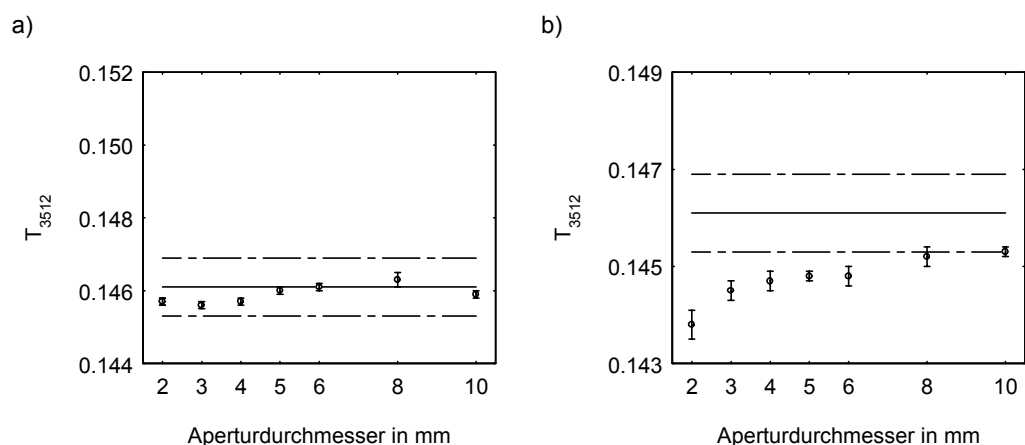 a)
0.152
0.150
0.148
0.146
0.144
T3512
2 3 4 5 6 8 10
Aperturdurchmesser in mm
b)
0.149
0.147
0.145
0.143
T3512
2 3 4 5 6 8 10
Aperturdurchmesser in mm